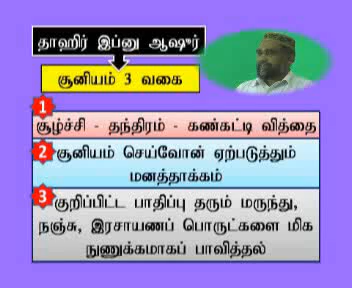 தாஹிர் இப்னு ஆஷுர்
சூனியம் 3 வகை
1
சூழ்ச்சி - தந்திரம் - கண்கட்டி வித்தை
2 சூனியம் செய்வோன் ஏற்படுத்தும்
மனத்தாக்கம்
3 குறிப்பிட்ட பாதிப்பு தரும் மருந்து,
நஞ்சு, இரசாயணப் பொருட்களை மிக
நுணுக்கமாகப் பாவித்தல்